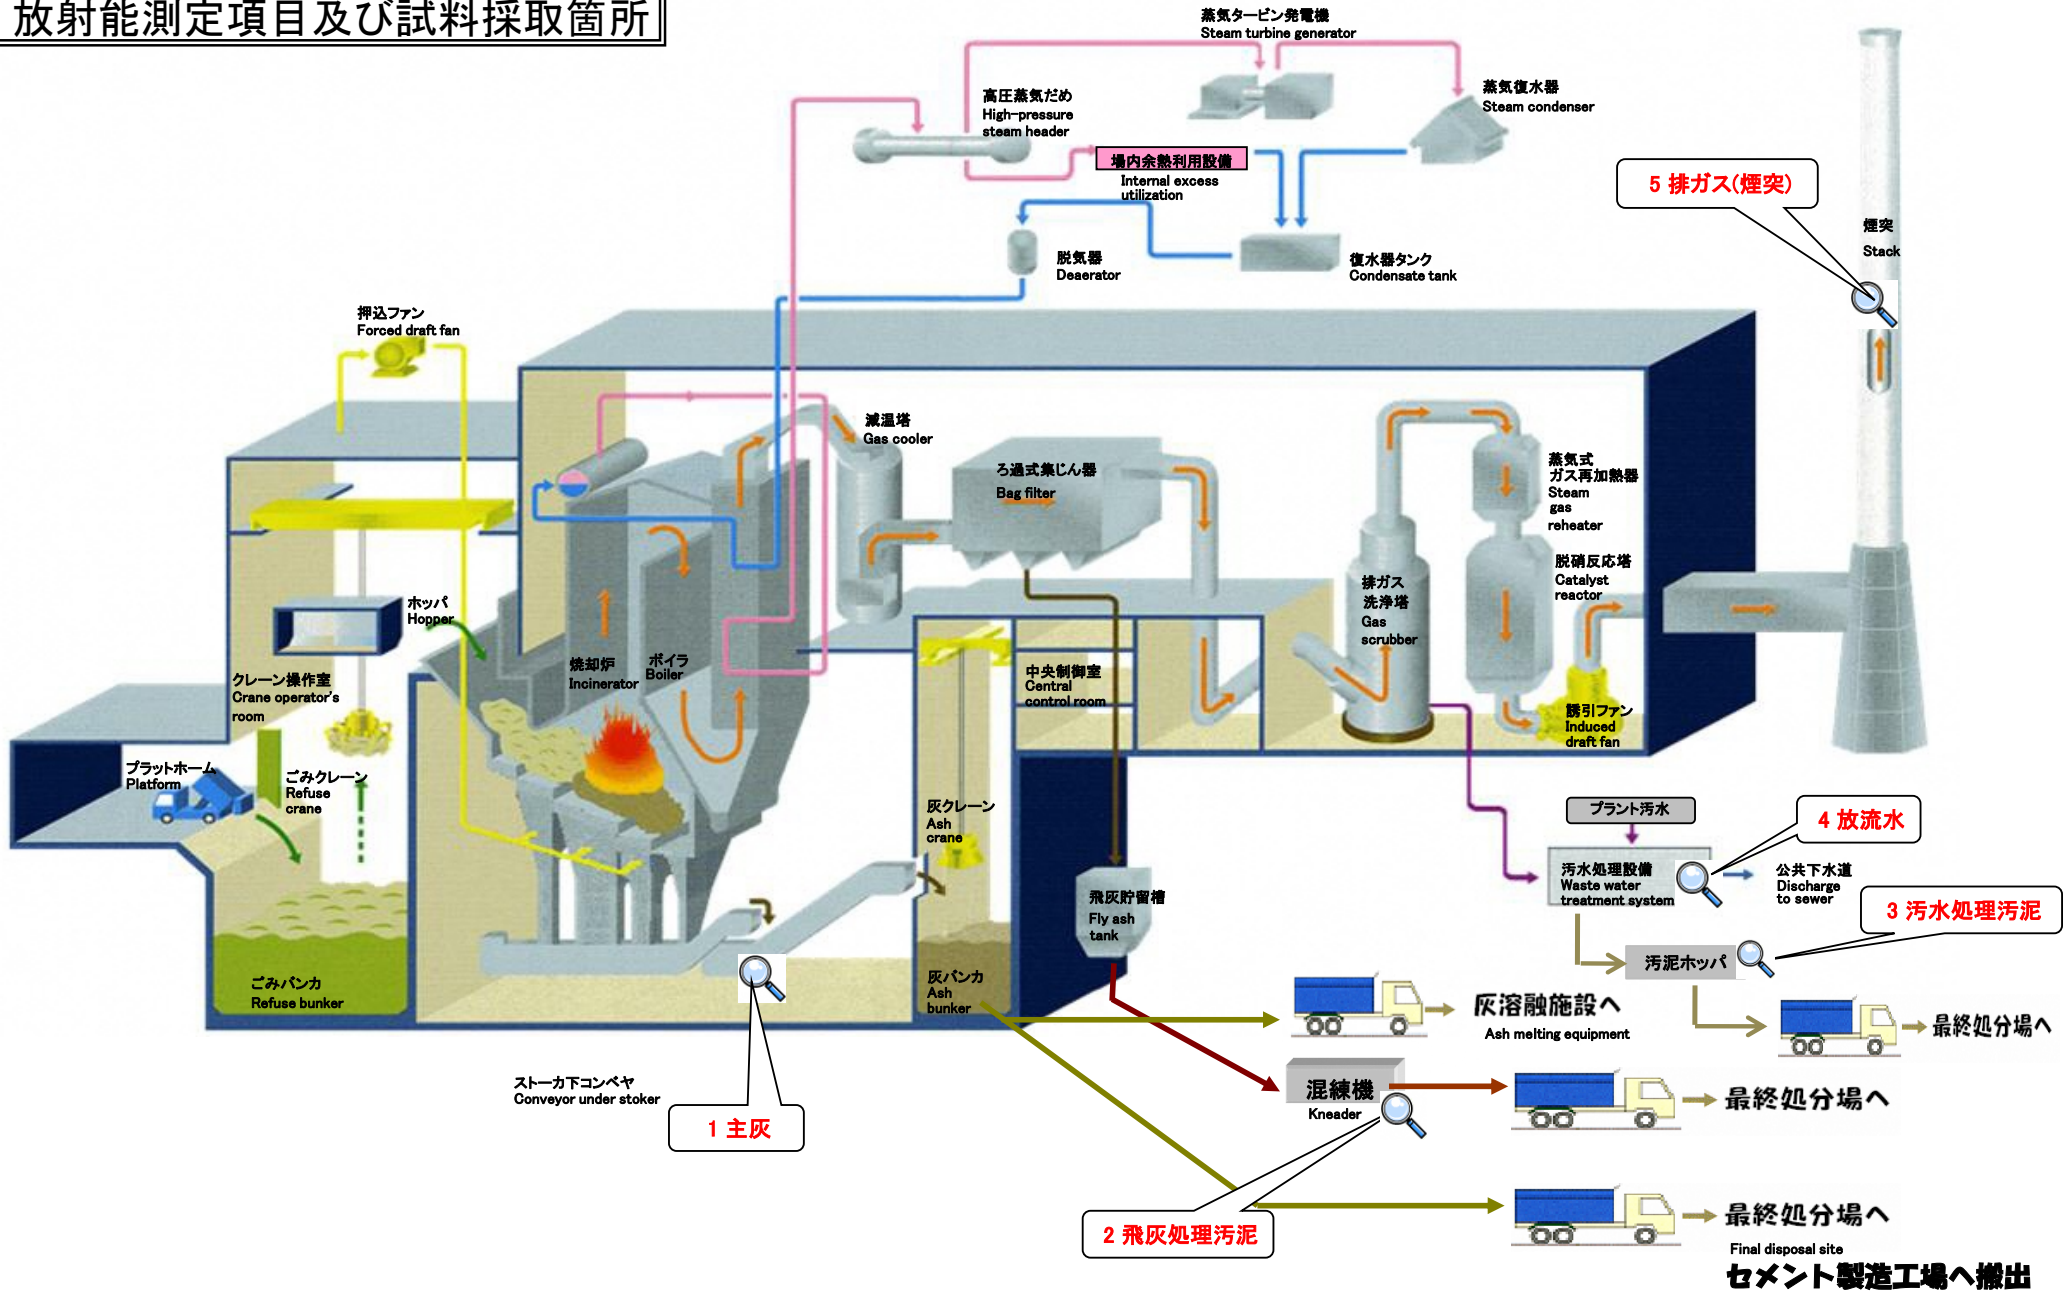 放射能測定項目及び試料採取箇所
蒸気タービン発電機
Steam turbine generator
高圧蒸気だめ
High-pressure
steam header
蒸気復水器
Steam condenser
場内余熱利用設備
Internal excess
utilization
5 排ガス(煙突)
煙突
Stack
脱気器
Deaerator
復水器タンク
Condensate tank
押込ファン
Forced draft fan
減温塔
Gas cooler
ろ過式集じん器
Bag filter
蒸気式
ガス再加熱器
Steam
gas
reheater
脱硝反応塔
Catalyst
reactor
排ガス
洗浄塔
Gas
scrubber
ホッパ
Hopper
焼却炉
Incinerator
ボイラ
Boiler
中央制御室
Central
control room
クレーン操作室
Crane operator's
room
誘引ファン
Induced
draft fan
プラットホーム
Platform
ごみクレーン
Refuse
crane
灰クレーン
Ash
crane
プラント汚水
4 放流水
汚水処理設備
Waste water
treatment system
公共下水道
Discharge
to sewer
飛灰貯留槽
Fly ash
tank
3 汚水処理汚泥
汚泥ホッパ
ごみバンカ
Refuse bunker
灰バンカ
Ash
bunker
灰溶融施設へ
Ash melting equipment
最終処分場へ
ストーカ下コンベヤ
Conveyor under stoker
1 主灰
混練機
Kneader
最終処分場へ
2 飛灰処理汚泥
最終処分場へ
Final disposal site
セメント製造工場へ搬出